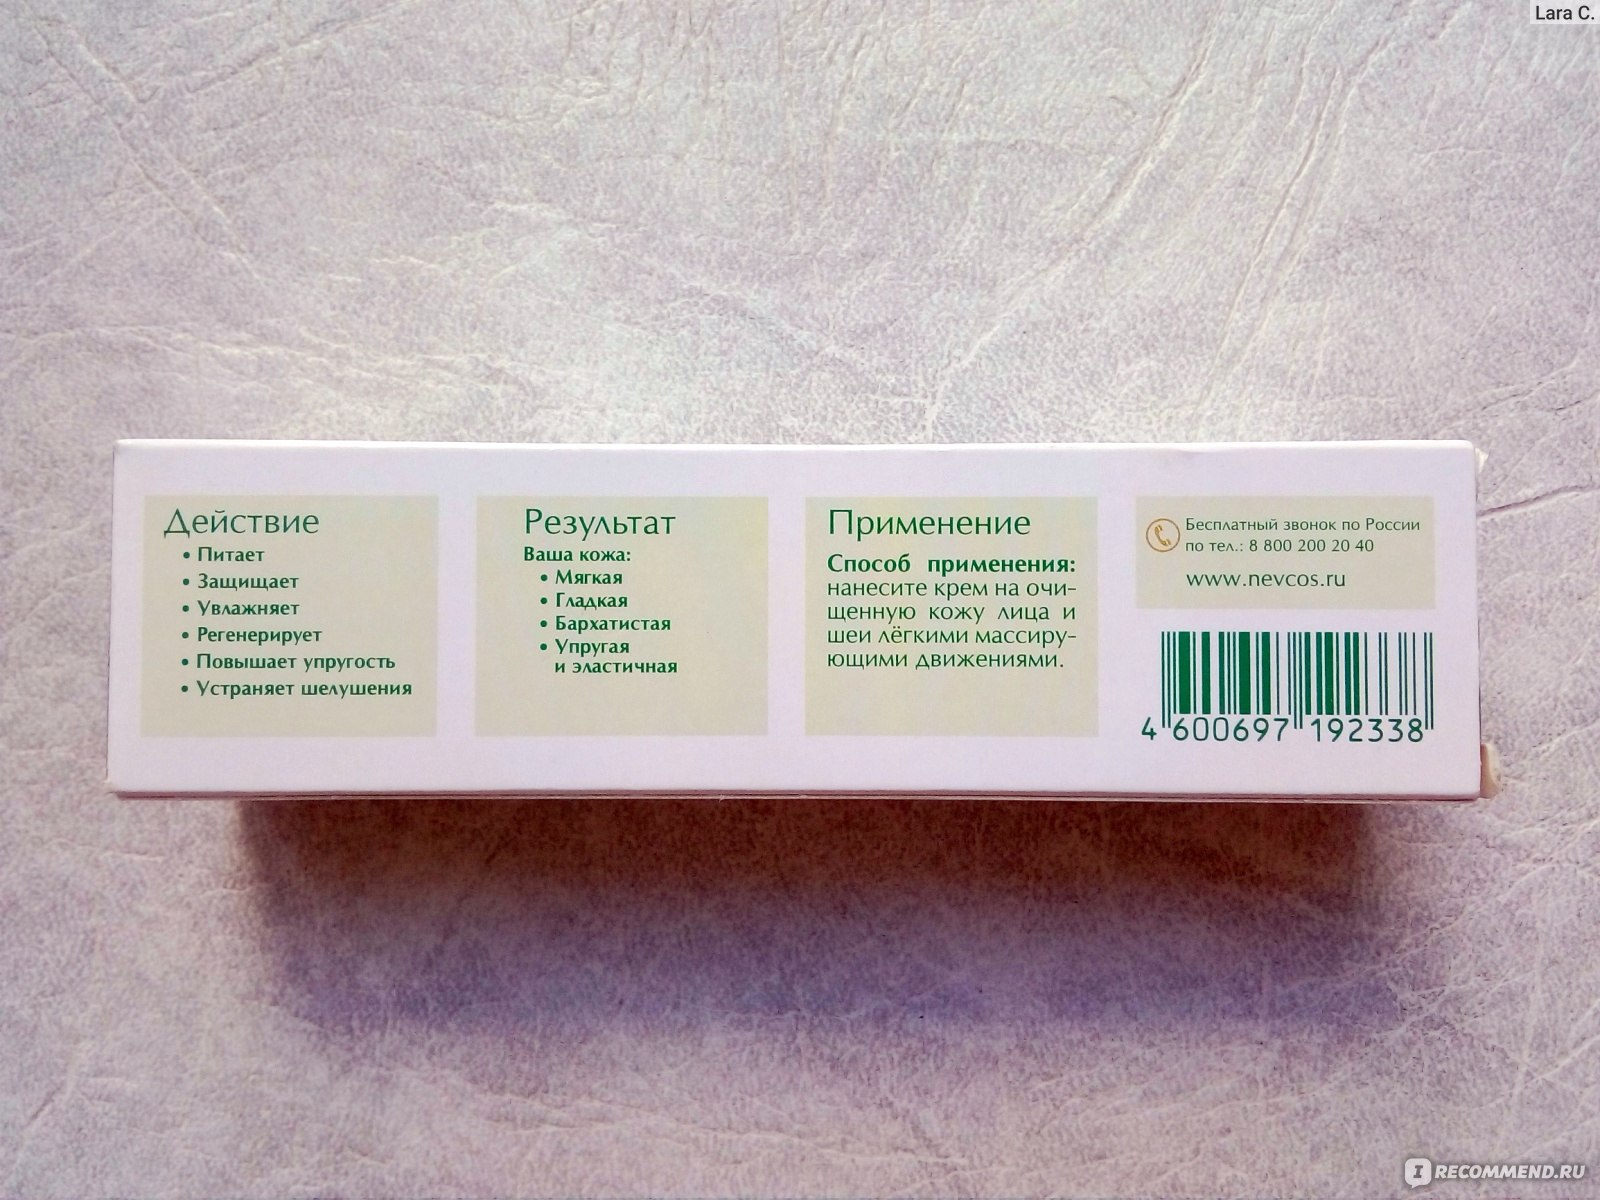 Lara C.
Действие
• Питает
• Защищает
• Увлажняет
• Регенерирует
• Повышает упругость
• Устраняет шелушения
Результат
Ваша кожа:
• Мягкая
• Гладкая
• Бархатистая
• Упругая
и эластичная
Применение
Способ применения:
нанесите крем на очи-
щенную кожу лица и
шеи лёгкими массиру-
ющими движениями.
Бесплатный звонок по России
по тел.: 8 800 200 20 40
www.nevcos.ru
4 600697 192338
IRECOMMEND.RU